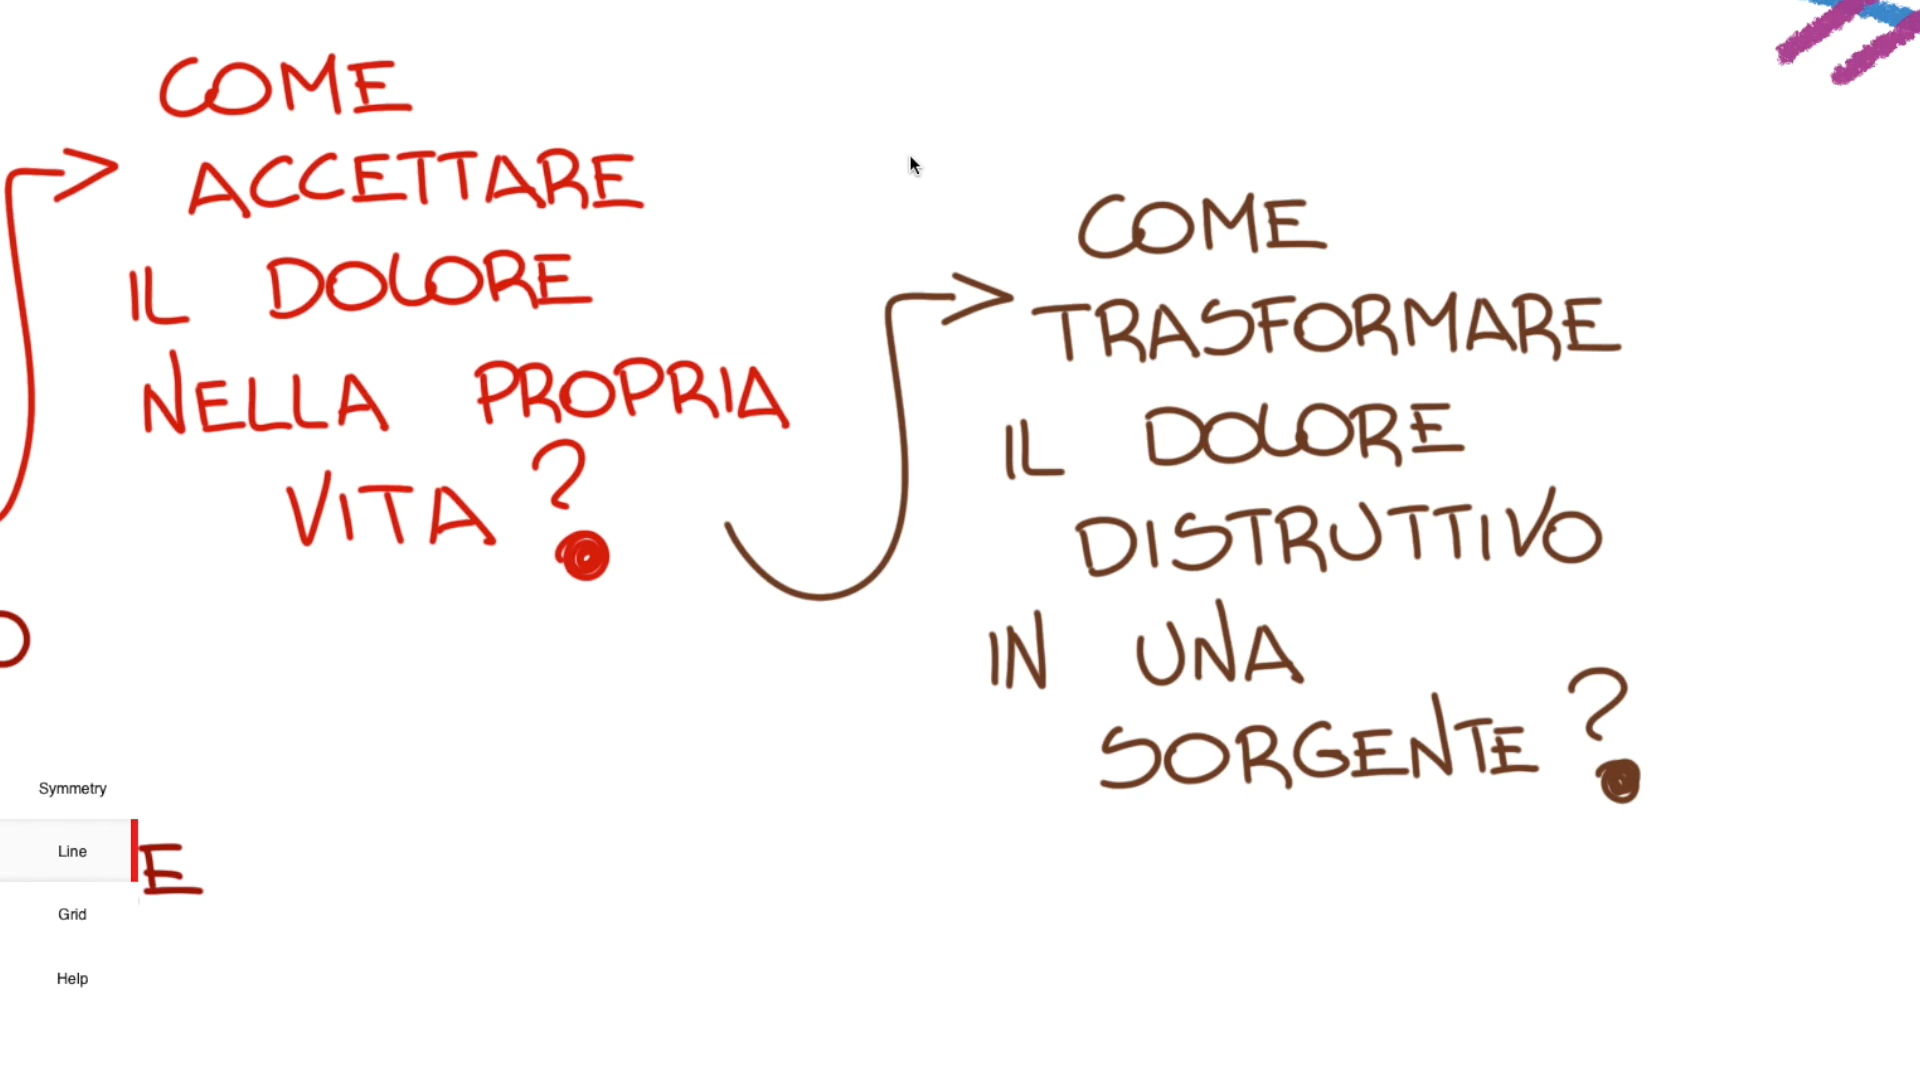 COME
ACCETTARE
IL DOLORE
NELLA PROPRIA
VITA ?
COME
TRASFORMARE
IL DOLORE
DISTRUTTIVO
IN UNA
SORGENTE ?
O
E
Symmetry
Line
Grid
Help